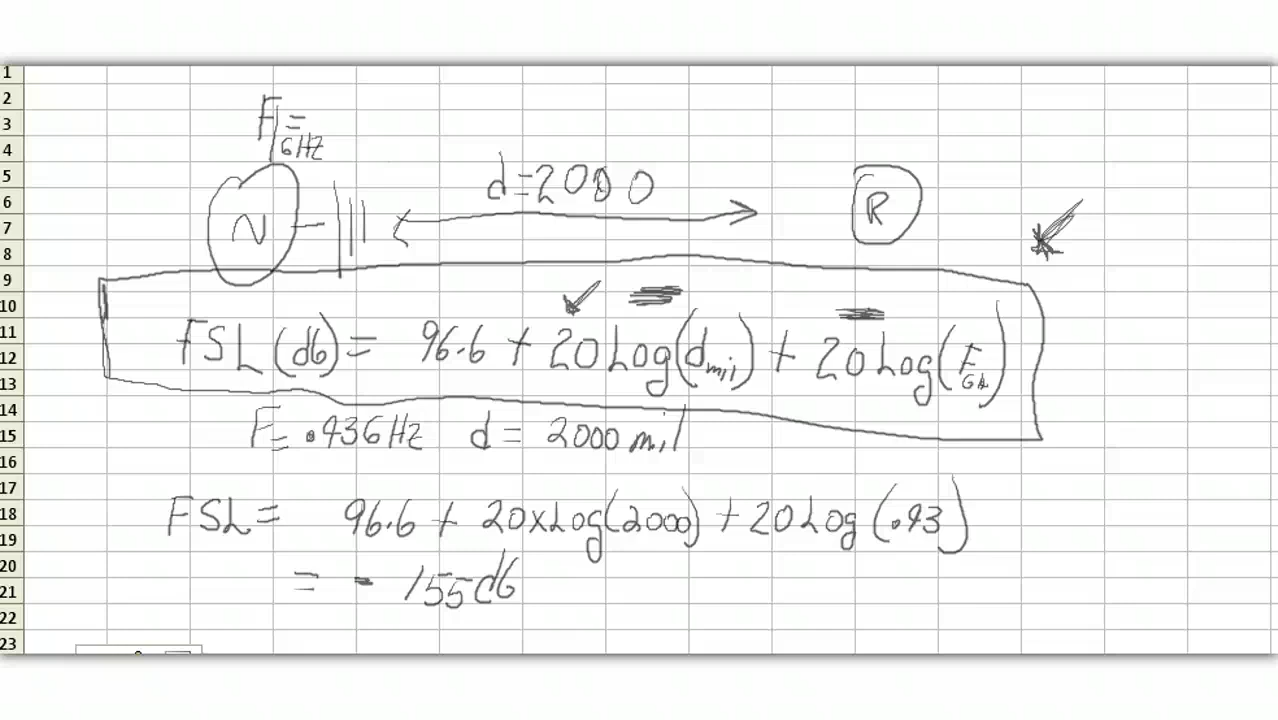 1
2
3
4
5
6
7
8
9
10
11
12
13
14
15
16
17
18
19
20
21
22
23
F=
GHZ
d=2000
N
R
FSL(db)= 96.6 + 20Log(dmil) + 20Log(F
F= .43GHZ d = 2000 mil
FSL= 96.6 + 20xLog(2000) + 20Log(.43)
= - 155db